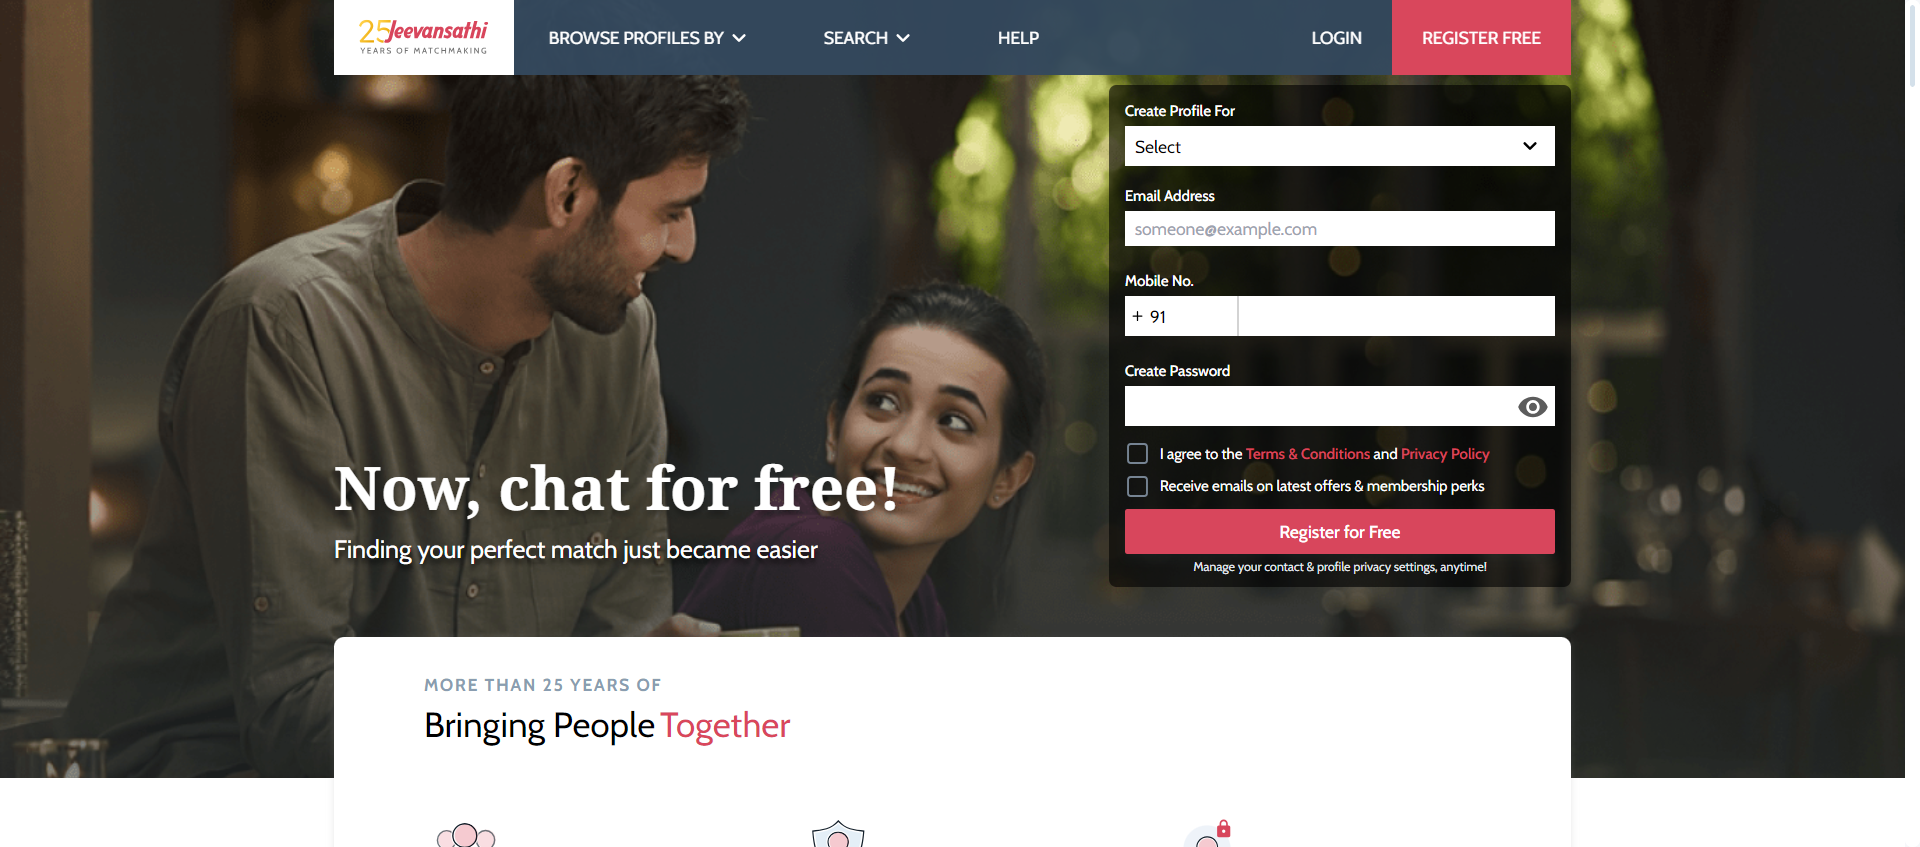 25 Jeevansathi
YEARS OF MATCHMAKING
BROWSE PROFILES BY
SEARCH
HELP
LOGIN
REGISTER FREE
Create Profile For
Select
Email Address
someone@example.com
Mobile No.
+ 91
Create Password
I agree to the Terms & Conditions and Privacy Policy
Receive emails on latest offers & membership perks
Register for Free
Manage your contact & profile privacy settings, anytime!
Now, chat for free!
Finding your perfect match just became easier
MORE THAN 25 YEARS OF
Bringing People Together